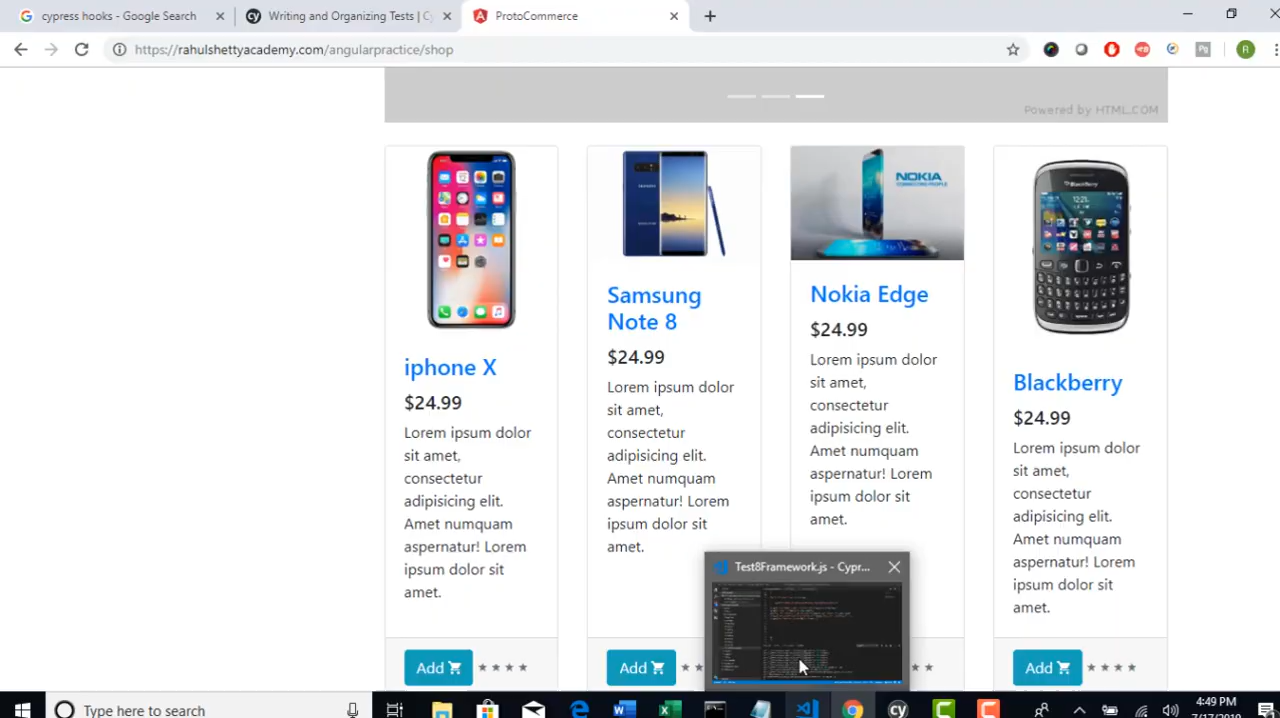 cypress hooks - Google Search
Writing and Organizing Tests | Cy
ProtoCommerce
https://rahulshettyacademy.com/angularpractice/shop
R
Powered by HTML.COM
NOKIA
CONNECTING PEOPLE
iphone X
$24.99
Lorem ipsum dolor
sit amet,
consectetur
adipisicing elit.
Amet numquam
aspernatur! Lorem
ipsum dolor sit
amet.
Add
Samsung
Note 8
$24.99
Lorem ipsum dolor
sit amet,
consectetur
adipisicing elit.
Amet numquam
aspernatur! Lorem
ipsum dolor sit
amet.
Add
Nokia Edge
$24.99
Lorem ipsum dolor
sit amet,
consectetur
adipisicing elit.
Amet numquam
aspernatur! Lorem
ipsum dolor sit
amet.
Blackberry
$24.99
Lorem ipsum dolor
sit amet,
consectetur
adipisicing elit.
Amet numquam
aspernatur! Lorem
ipsum dolor sit
amet.
Add
Test8Framework.js - Cypr...
Type here to search
4:49 PM